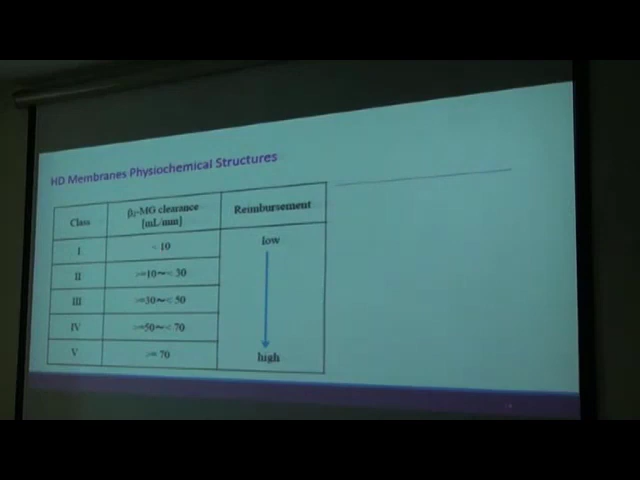 HD Membranes Physiochemical Structures
Class β2-MG clearance [mL/min] Reimbursement
I < 10 low
II >=10~< 30
III >=30~< 50
IV >=50~< 70
V >= 70 high